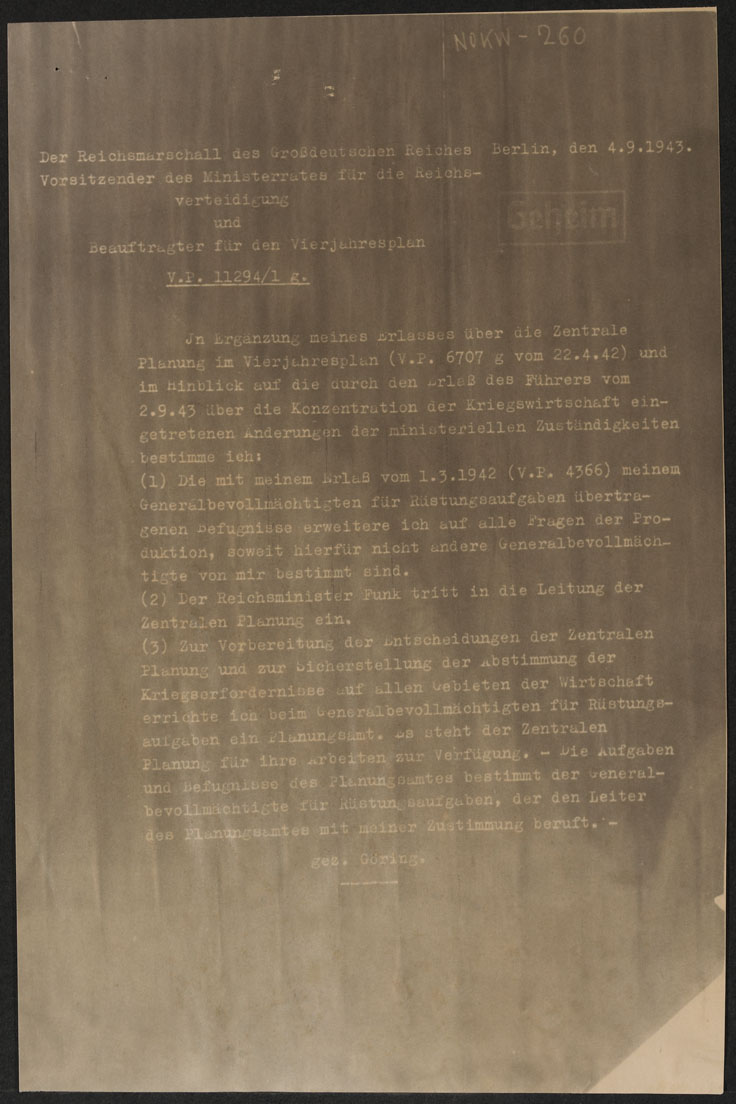 NOKW - 260
Der Reichsmarschall des Großdeutschen Reiches Berlin, den 4.9.1943.
Vorsitzender des Ministerrates für die Reichs-
verteidigung
und
Geheim
Beauftragter für den Vierjahresplan
V.P. 11294/1 g.
Jn Ergänzung meines Erlasses über die Zentrale
Planung im Vierjahresplan (V.P. 6707 g vom 22.4.42) und
im Hinblick auf die durch den Erlaß des Führers vom
2.9.43 über die Konzentration der Kriegswirtschaft ein-
getretenen Änderungen der ministeriellen Zuständigkeiten
bestimme ich:
(1) Die mit meinem Erlaß vom 1.3.1942 (V.P. 4366) meinem
Generalbevollmächtigten für Rüstungsaufgaben übertra-
genen Befugnisse erweitere ich auf alle Fragen der Pro-
duktion, soweit hierfür nicht andere Generalbevollmäch-
tigte von mir bestimmt sind.
(2) Der Reichsminister Funk tritt in die Leitung der
Zentralen Planung ein.
(3) Zur Vorbereitung der Entscheidungen der Zentralen
Planung und zur Sicherstellung der Abstimmung der
Kriegserfordernisse auf allen Gebieten der Wirtschaft
errichte ich beim Generalbevollmächtigten für Rüstungs-
aufgaben ein Planungsamt. Es steht der Zentralen
Planung für ihre Arbeiten zur Verfügung. - Die Aufgaben
und Befugnisse des Planungsamtes bestimmt der General-
bevollmächtigte für Rüstungsaufgaben, der den Leiter
des Planungsamtes mit meiner Zustimmung beruft. -
gez. Göring.